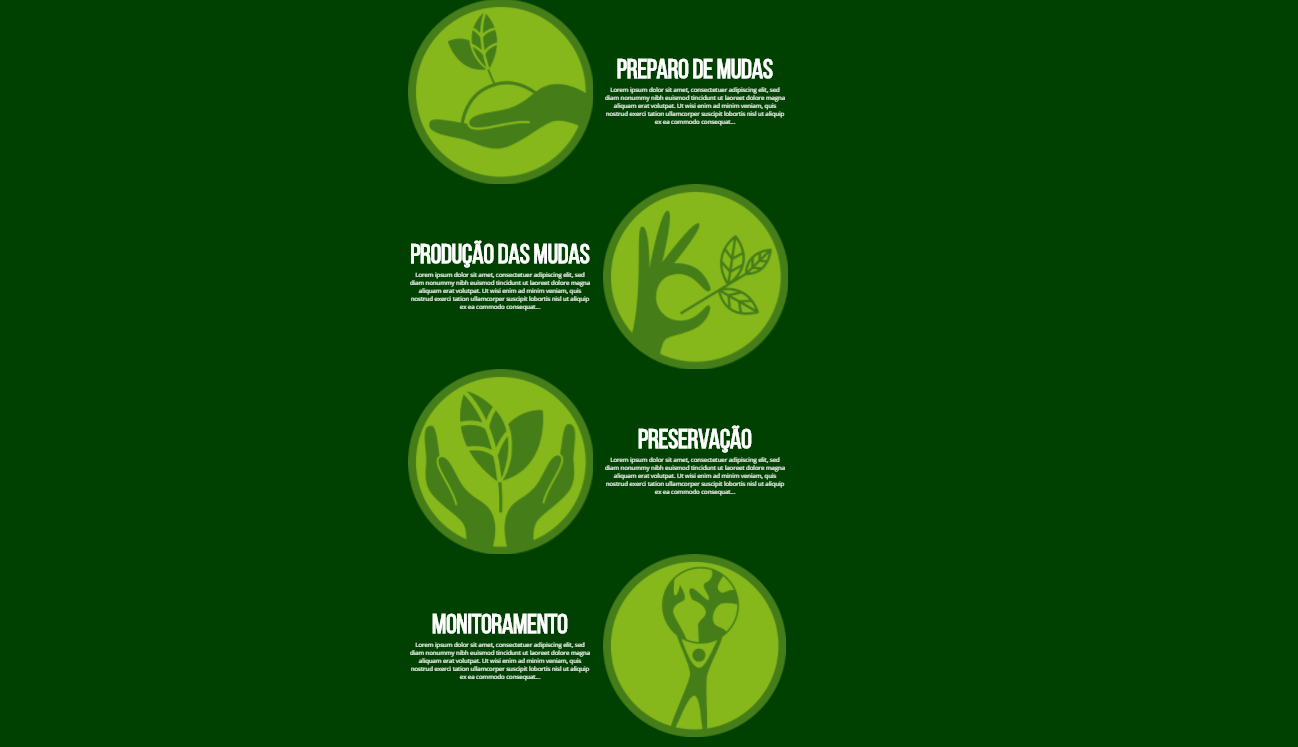 PREPARO DE MUDAS
Lorem ipsum dolor sit amet, consectetuer adipiscing elit, sed
diam nonummy nibh euismod tincidunt ut laoreet dolore magna
aliquam erat volutpat. Ut wisi enim ad minim veniam, quis
nostrud exerci tation ullamcorper suscipit lobortis nisl ut aliquip
ex ea commodo consequat...
PRODUÇÃO DAS MUDAS
Lorem ipsum dolor sit amet, consectetuer adipiscing elit, sed
diam nonummy nibh euismod tincidunt ut laoreet dolore magna
aliquam erat volutpat. Ut wisi enim ad minim veniam, quis
nostrud exerci tation ullamcorper suscipit lobortis nisl ut aliquip
ex ea commodo consequat...
PRESERVAÇÃO
Lorem ipsum dolor sit amet, consectetuer adipiscing elit, sed
diam nonummy nibh euismod tincidunt ut laoreet dolore magna
aliquam erat volutpat. Ut wisi enim ad minim veniam, quis
nostrud exerci tation ullamcorper suscipit lobortis nisl ut aliquip
ex ea commodo consequat...
MONITORAMENTO
Lorem ipsum dolor sit amet, consectetuer adipiscing elit, sed
diam nonummy nibh euismod tincidunt ut laoreet dolore magna
aliquam erat volutpat. Ut wisi enim ad minim veniam, quis
nostrud exerci tation ullamcorper suscipit lobortis nisl ut aliquip
ex ea commodo consequat...